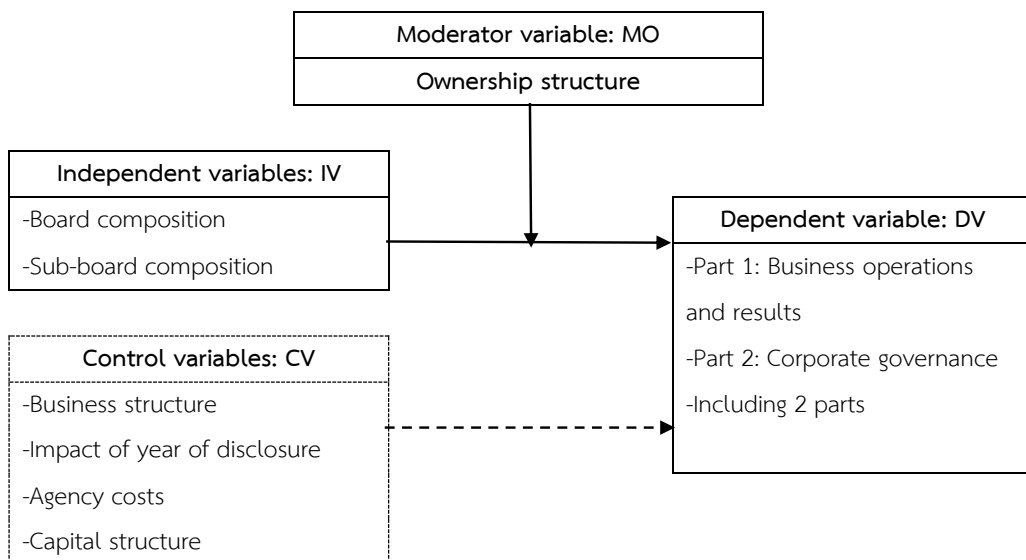 Moderator variable: MO
Ownership structure
Independent variables: IV
-Board composition
-Sub-board composition
Dependent variable: DV
-Part 1: Business operations
and results
-Part 2: Corporate governance
-Including 2 parts
Control variables: CV
-Business structure
-Impact of year of disclosure
-Agency costs
-Capital structure